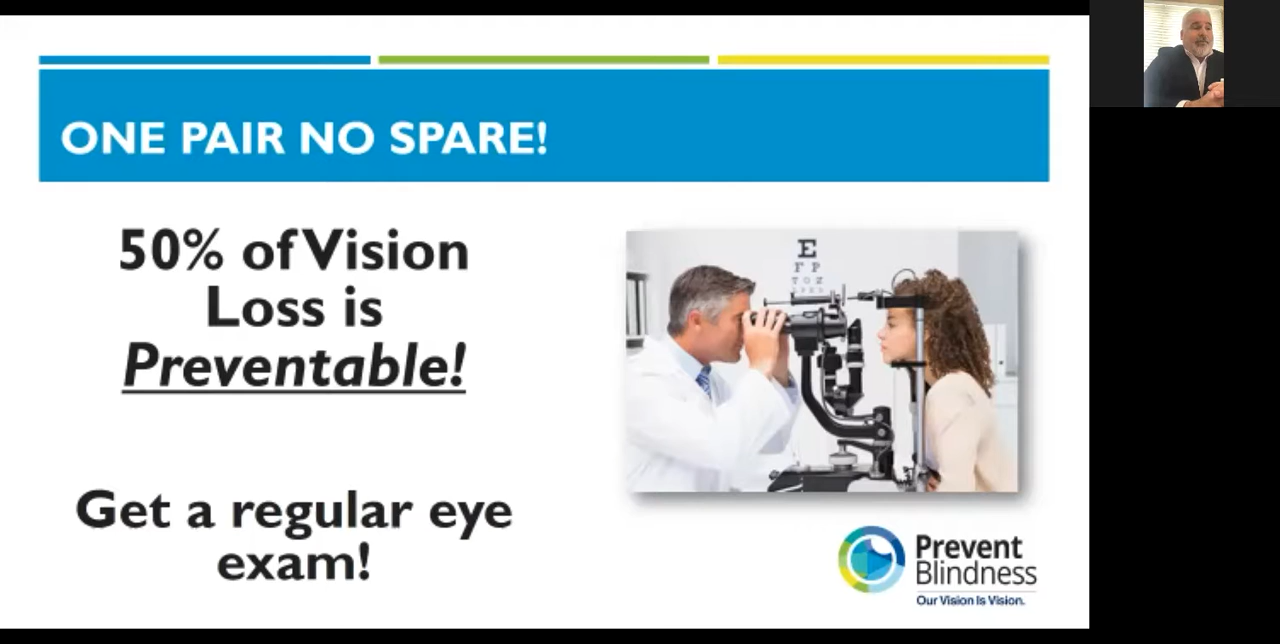 ONE PAIR NO SPARE!
50% of Vision
Loss is
Preventable!
Get a regular eye
exam!
E
F P
T O Z
Prevent
Blindness
Our Vision Is Vision.